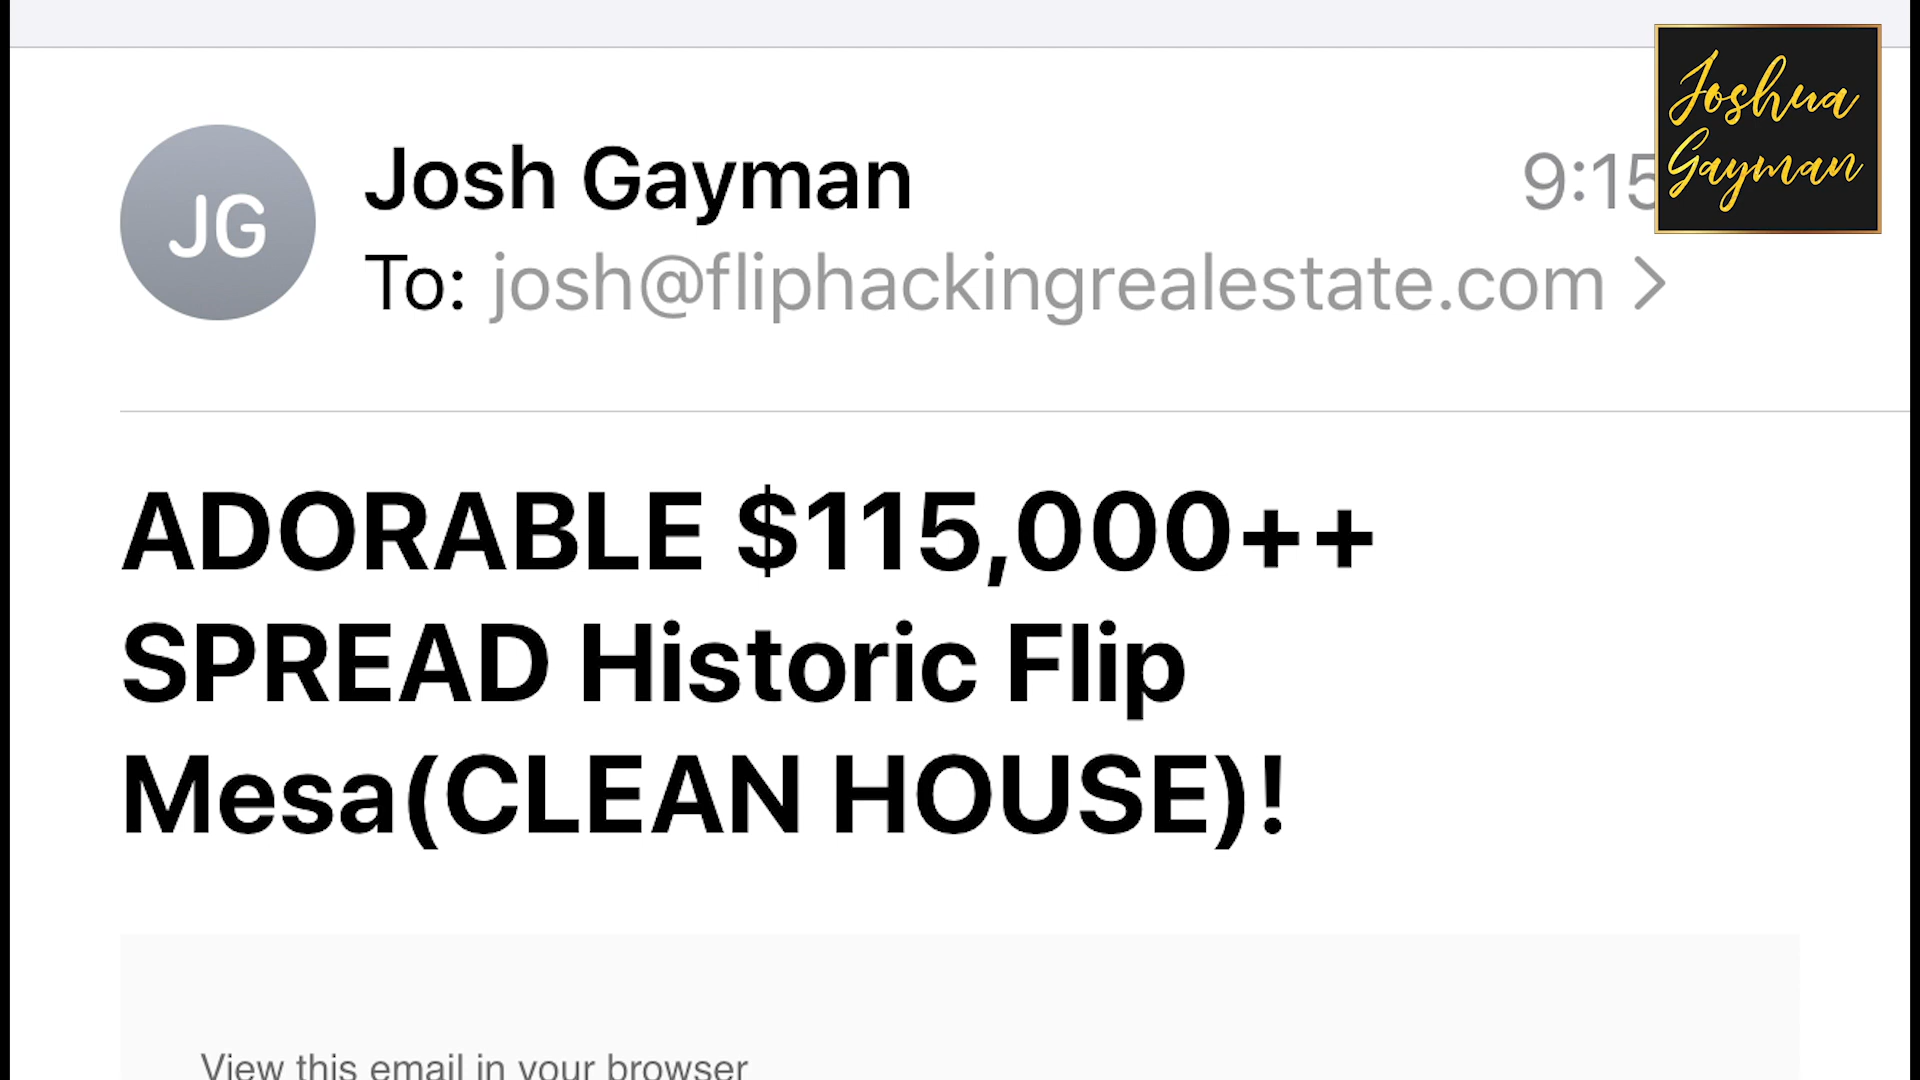 JG
Josh Gayman
9:15
Joshua
Gayman
To: josh@fliphackingrealestate.com
ADORABLE $115,000++
SPREAD Historic Flip
Mesa(CLEAN HOUSE)!
View this email in your browser